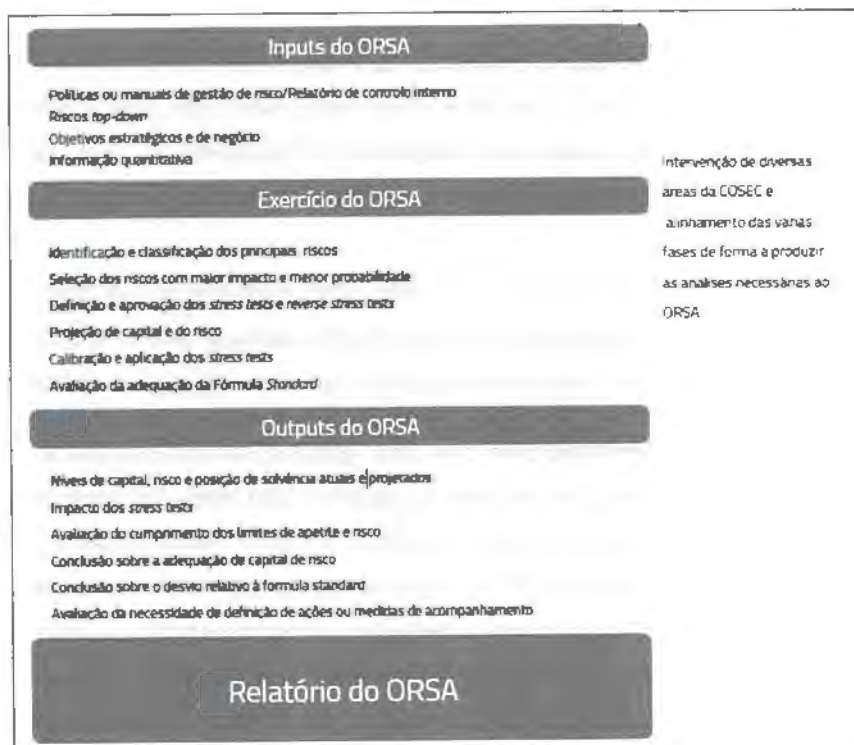 Inputs do ORSA
Políticas ou manuais de gestão de risco/Relatório de controlo interno
Riscos top-down
Objetivos estratégicos e de negócio
Informação quantitativa
Exercício do ORSA
Identificação e classificação dos principais riscos
Seleção dos riscos com maior impacto e menor probabilidade
Definição e aprovação dos stress tests e reverse stress tests
Projeção de capital e do risco
Calibração e aplicação dos stress tests
Avaliação da adequação da Fórmula Standard
Outputs do ORSA
Níveis de capital, risco e posição de solvência atuais e projetados
Impacto dos stress tests
Avaliação do cumprimento dos limites de apetite e risco
Conclusão sobre a adequação de capital de risco
Conclusão sobre o desvio relativo à formula standard
Avaliação da necessidade de definição de ações ou medidas de acompanhamento
Relatório do ORSA
Intervenção de diversas
áreas da COSEC e
alinhamento das várias
fases de forma a produzir
as análises necessárias ao
ORSA